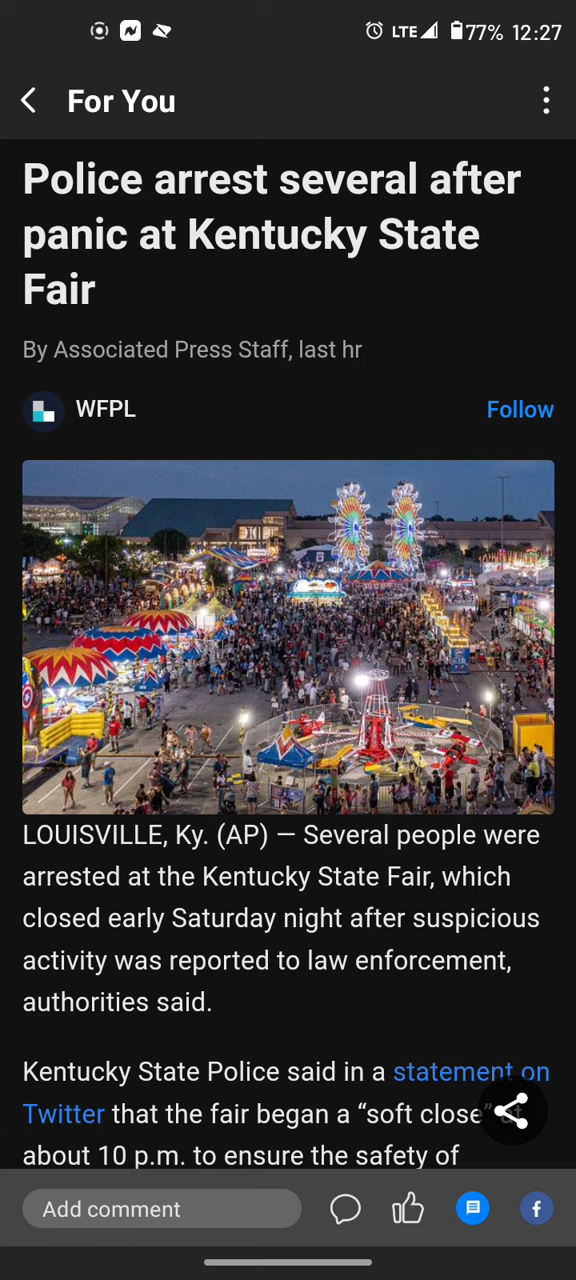 LTE 77% 12:27
For You
Police arrest several after
panic at Kentucky State
Fair
By Associated Press Staff, last hr
WFPL
Follow
LOUISVILLE, Ky. (AP) — Several people were
arrested at the Kentucky State Fair, which
closed early Saturday night after suspicious
activity was reported to law enforcement,
authorities said.
Kentucky State Police said in a statement on
Twitter that the fair began a “soft close” at
about 10 p.m. to ensure the safety of
Add comment